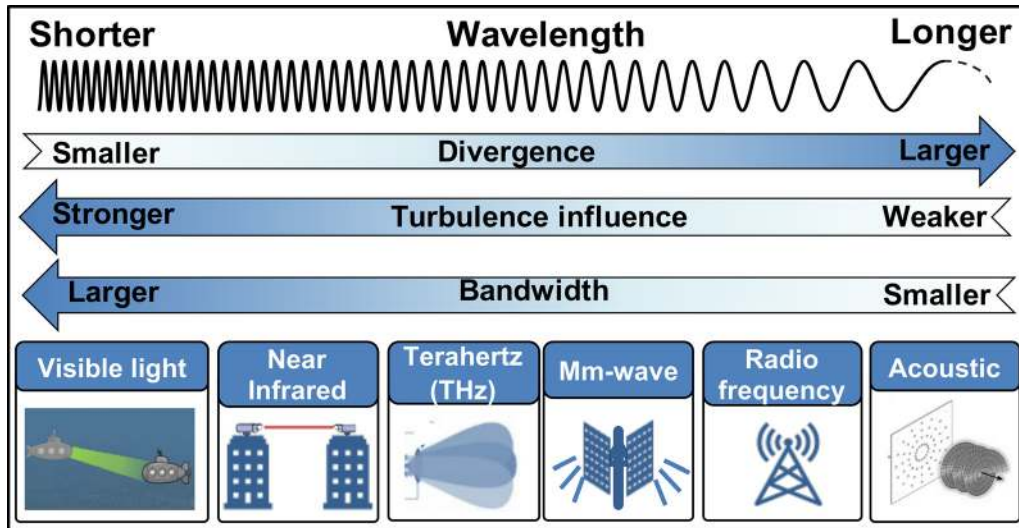 Shorter Wavelength Longer
Smaller Divergence Larger
Stronger Turbulence influence Weaker
Larger Bandwidth Smaller
Visible light
Near
Infrared
Terahertz
(THz)
Mm-wave
Radio
frequency
Acoustic